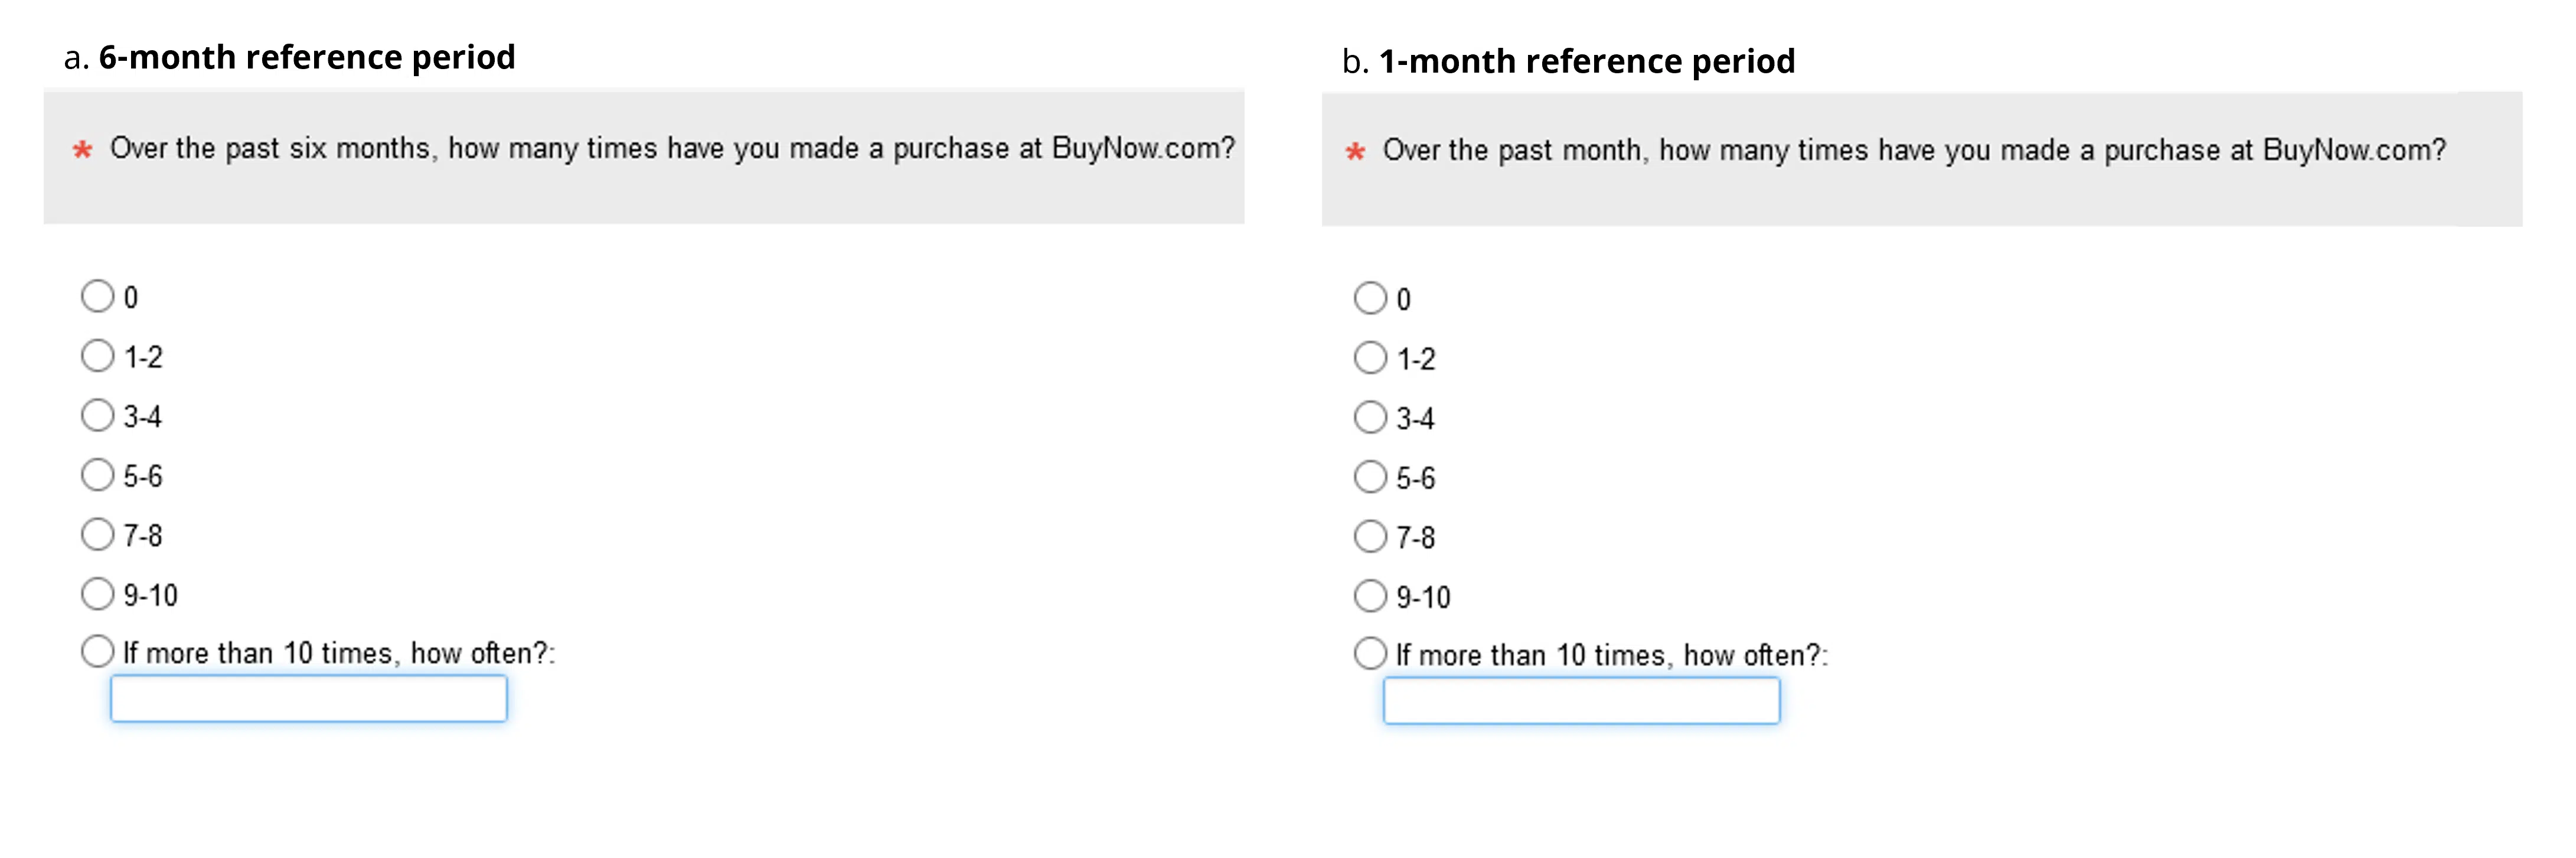 a. 6-month reference period
* Over the past six months, how many times have you made a purchase at BuyNow.com?
0
1-2
3-4
5-6
7-8
9-10
If more than 10 times, how often?:
b. 1-month reference period
* Over the past month, how many times have you made a purchase at BuyNow.com?
0
1-2
3-4
5-6
7-8
9-10
If more than 10 times, how often?: